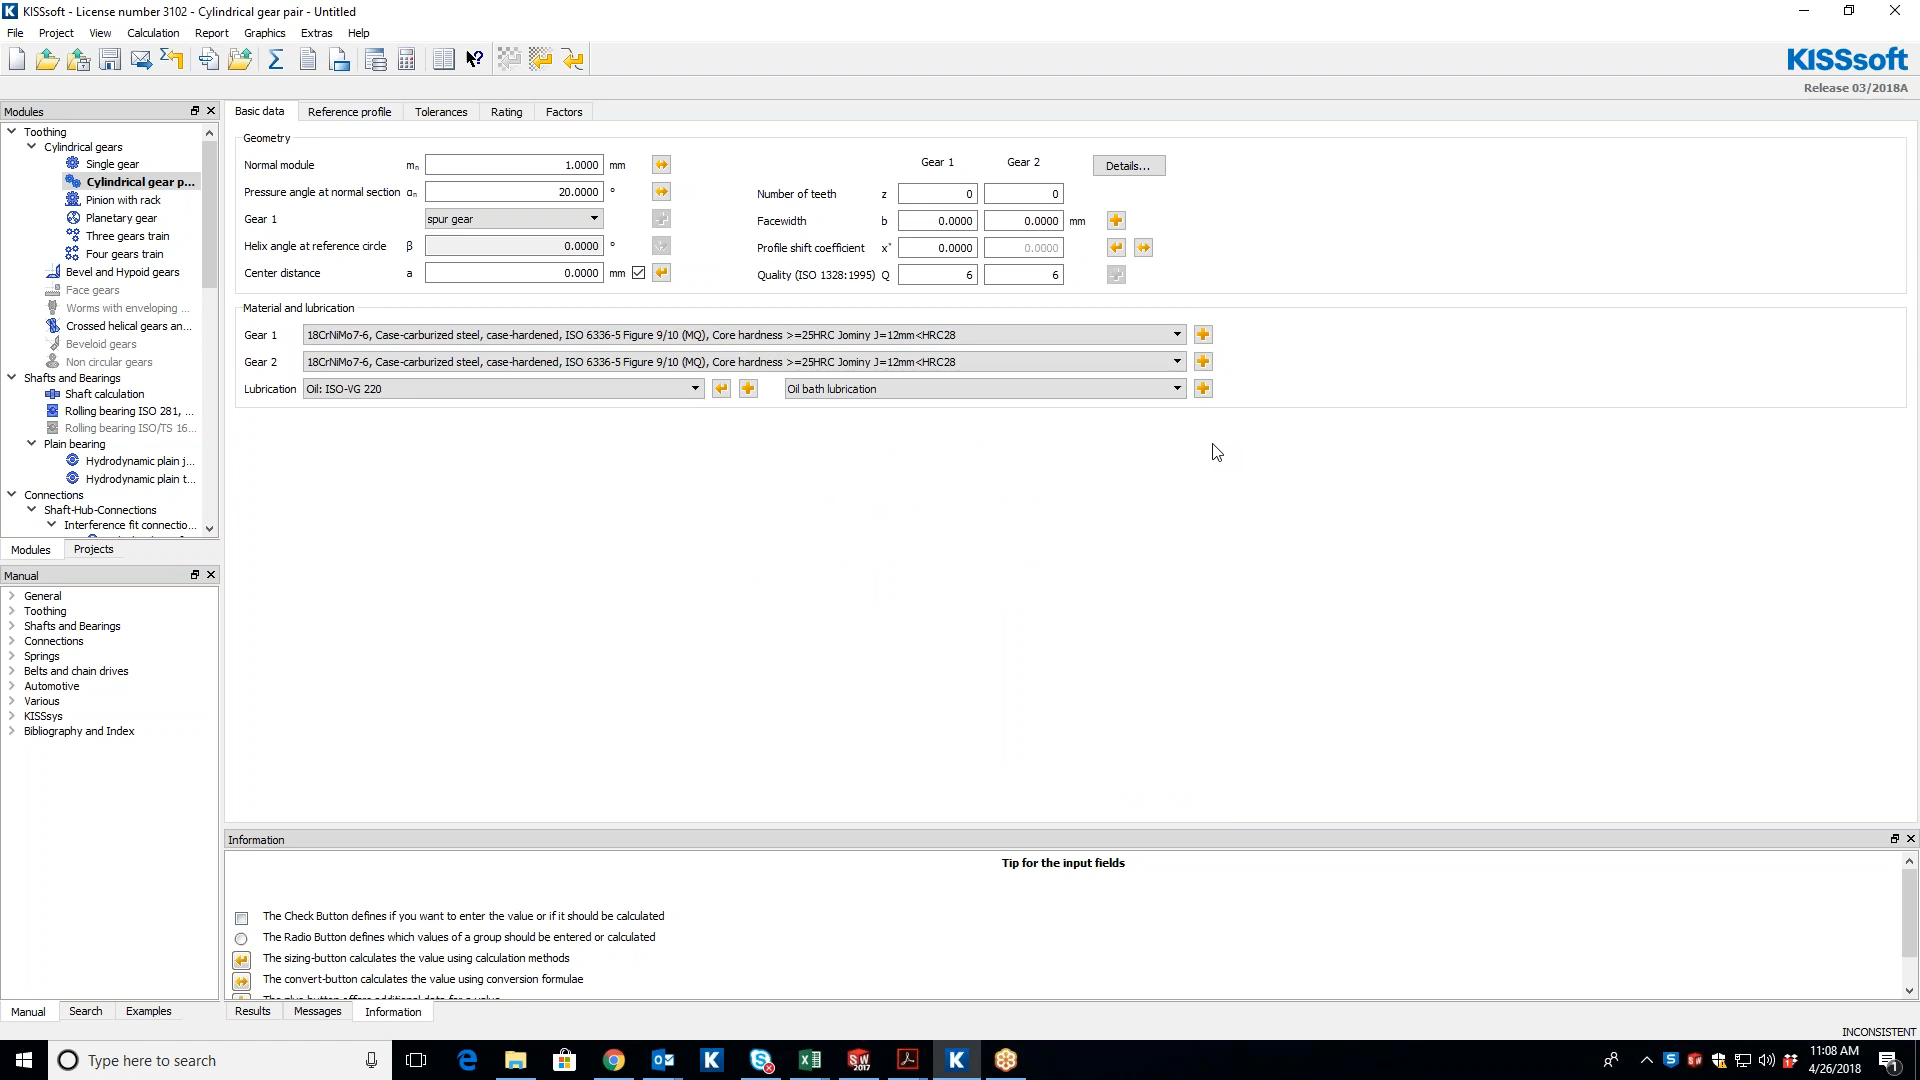 KISSsoft - License number 3102 - Cylindrical gear pair - Untitled
File Project View Calculation Report Graphics Extras Help
KISSsoft
Release 03/2018A
Modules
Toothing
Cylindrical gears
Single gear
Cylindrical gear p...
Pinion with rack
Planetary gear
Three gears train
Four gears train
Bevel and Hypoid gears
Face gears
Worms with enveloping ...
Crossed helical gears an...
Beveloid gears
Non circular gears
Shafts and Bearings
Shaft calculation
Rolling bearing ISO 281, ...
Rolling bearing ISO/TS 16...
Plain bearing
Hydrodynamic plain j...
Hydrodynamic plain t...
Connections
Shaft-Hub-Connections
Interference fit connectio...
Modules Projects
Manual
General
Toothing
Shafts and Bearings
Connections
Springs
Belts and chain drives
Automotive
Various
KISSsys
Bibliography and Index
Manual Search Examples
Basic data Reference profile Tolerances Rating Factors
Geometry
Normal module mn 1.0000 mm
Pressure angle at normal section αn 20.0000 °
Gear 1 spur gear
Helix angle at reference circle β 0.0000 °
Center distance a 0.0000 mm
Gear 1 Gear 2 Details...
Number of teeth z 0 0
Facewidth b 0.0000 0.0000 mm
Profile shift coefficient x* 0.0000 0.0000
Quality (ISO 1328:1995) Q 6 6
Material and lubrication
Gear 1 18CrNiMo7-6, Case-carburized steel, case-hardened, ISO 6336-5 Figure 9/10 (MQ), Core hardness >=25HRC Jominy J=12mm<HRC28
Gear 2 18CrNiMo7-6, Case-carburized steel, case-hardened, ISO 6336-5 Figure 9/10 (MQ), Core hardness >=25HRC Jominy J=12mm<HRC28
Lubrication Oil: ISO-VG 220 Oil bath lubrication
Information
Tip for the input fields
The Check Button defines if you want to enter the value or if it should be calculated
The Radio Button defines which values of a group should be entered or calculated
The sizing-button calculates the value using calculation methods
The convert-button calculates the value using conversion formulae
Results Messages Information
INCONSISTENT
Type here to search
11:08 AM
4/26/2018